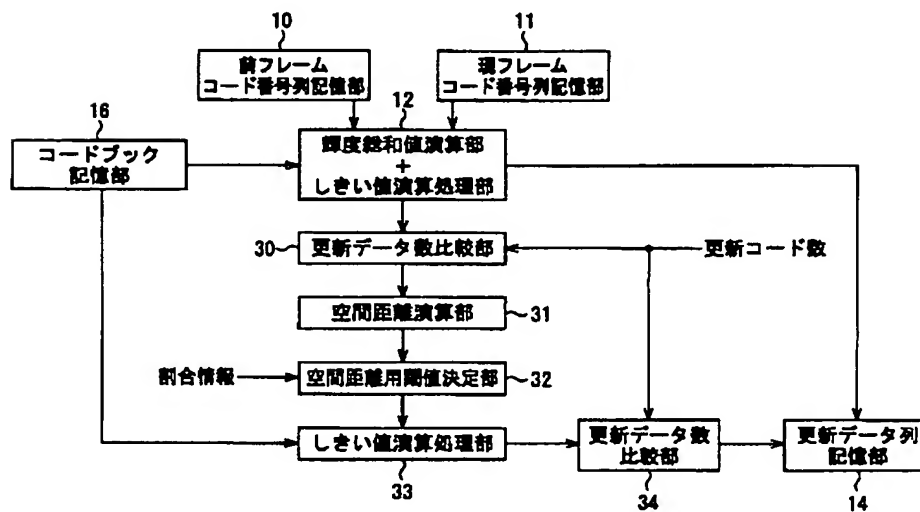 10
11
前フレーム
コード番号列記憶部
現フレーム
コード番号列記憶部
16
12
コードブック
記憶部
輝度総和値演算部
+
しきい値演算処理部
30
更新データ数比較部
更新コード数
空間距離演算部
31
割合情報
空間距離用閾値決定部
32
しきい値演算処理部
33
更新データ数
比較部
34
更新データ列
記憶部
14